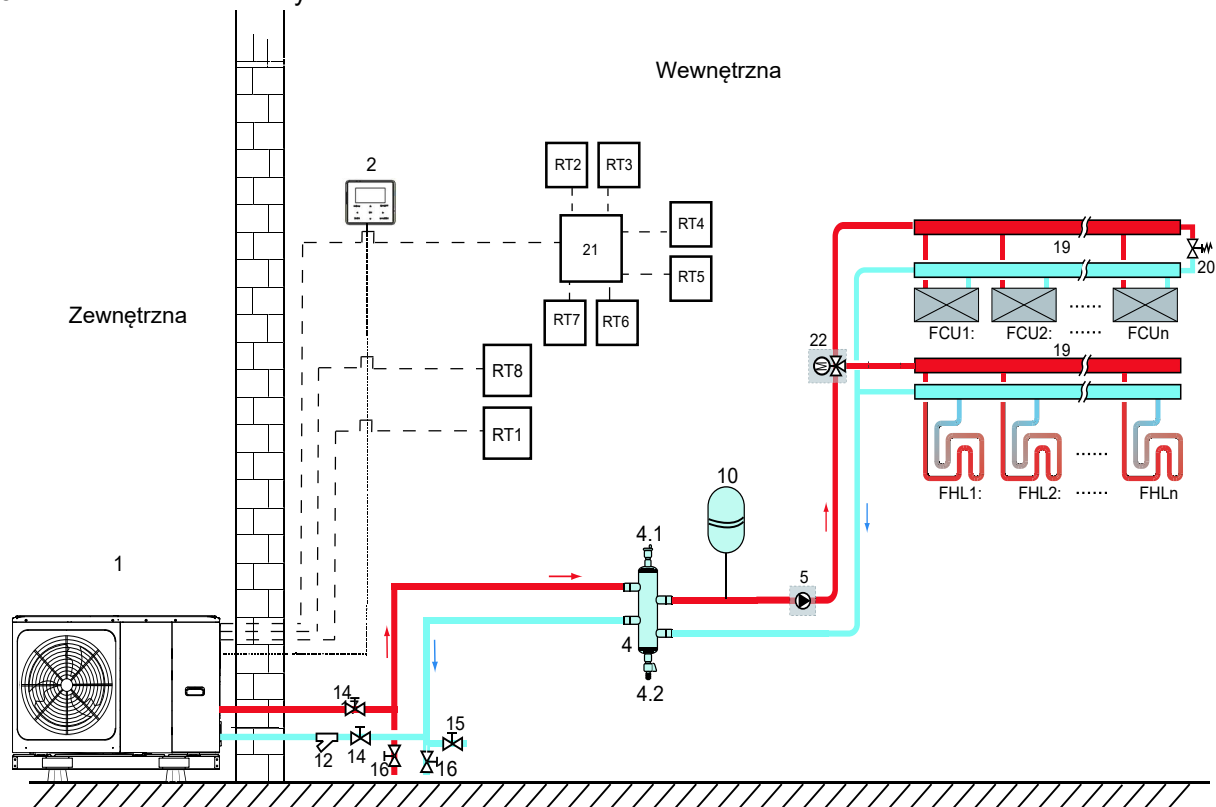 y
Wewnętrzna
2
RT2 RT3
RT4
21
RT5
RT7 RT6
Zewnętrzna
RT8
RT1
19
20
FCU1: FCU2: ...... FCUn
......
22
19
......
FHL1: FHL2: ...... FHLn
10
4.1
5
4
4.2
1
14
15
12 14 16 16